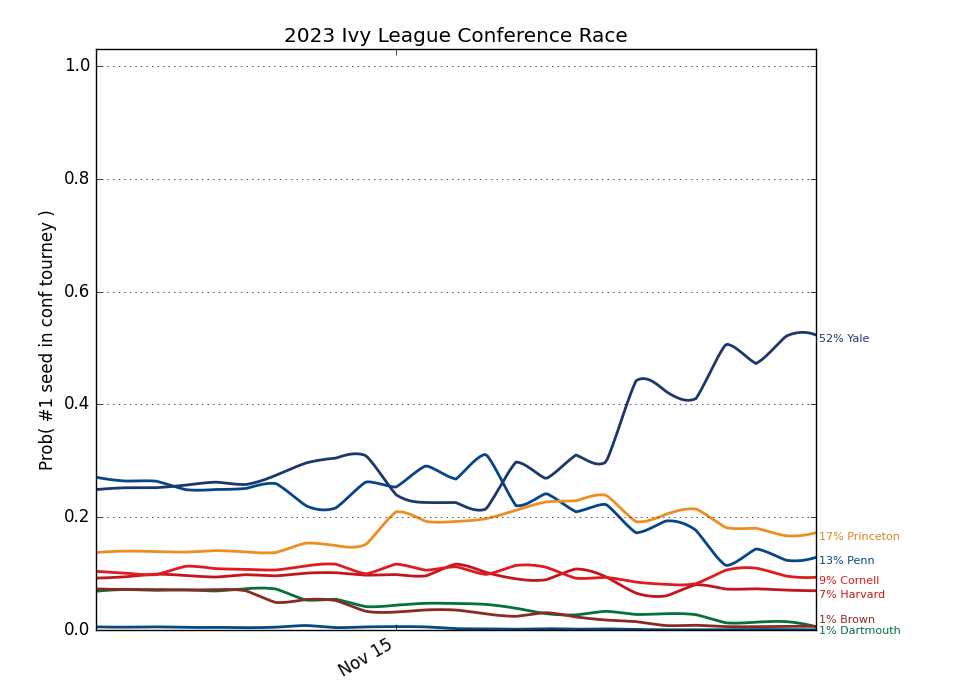 2023 Ivy League Conference Race
Prob( #1 seed in conf tourney )
1.0
0.8
0.6
0.4
0.2
0.0
Nov 15
52% Yale
17% Princeton
13% Penn
9% Cornell
7% Harvard
1% Brown
1% Dartmouth